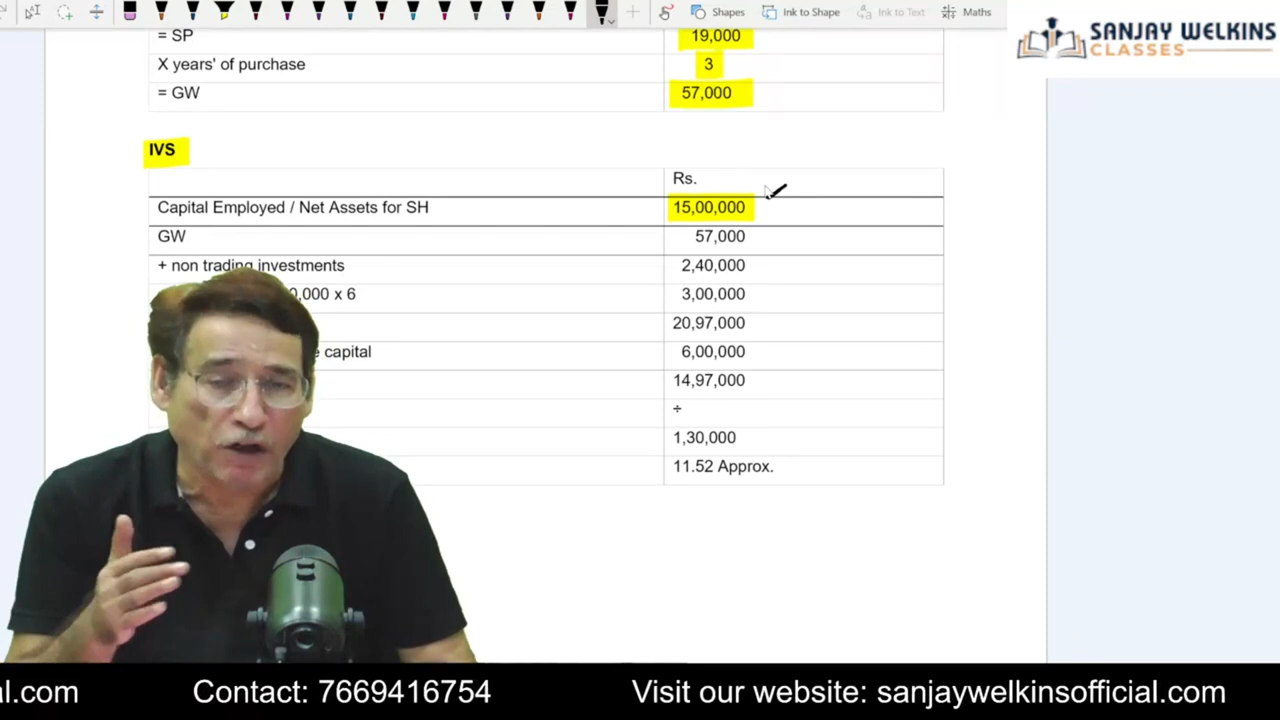 Shapes Ink to Shape Ink to Text Maths
SANJAY WELKINS
CLASSES
= SP 19,000
X years' of purchase 3
= GW 57,000
IVS
Rs.
Capital Employed / Net Assets for SH 15,00,000
GW 57,000
+ non trading investments 2,40,000
0,000 x 6 3,00,000
20,97,000
e capital 6,00,000
14,97,000
÷
1,30,000
11.52 Approx.
al.com Contact: 7669416754 Visit our website: sanjaywelkinsofficial.com